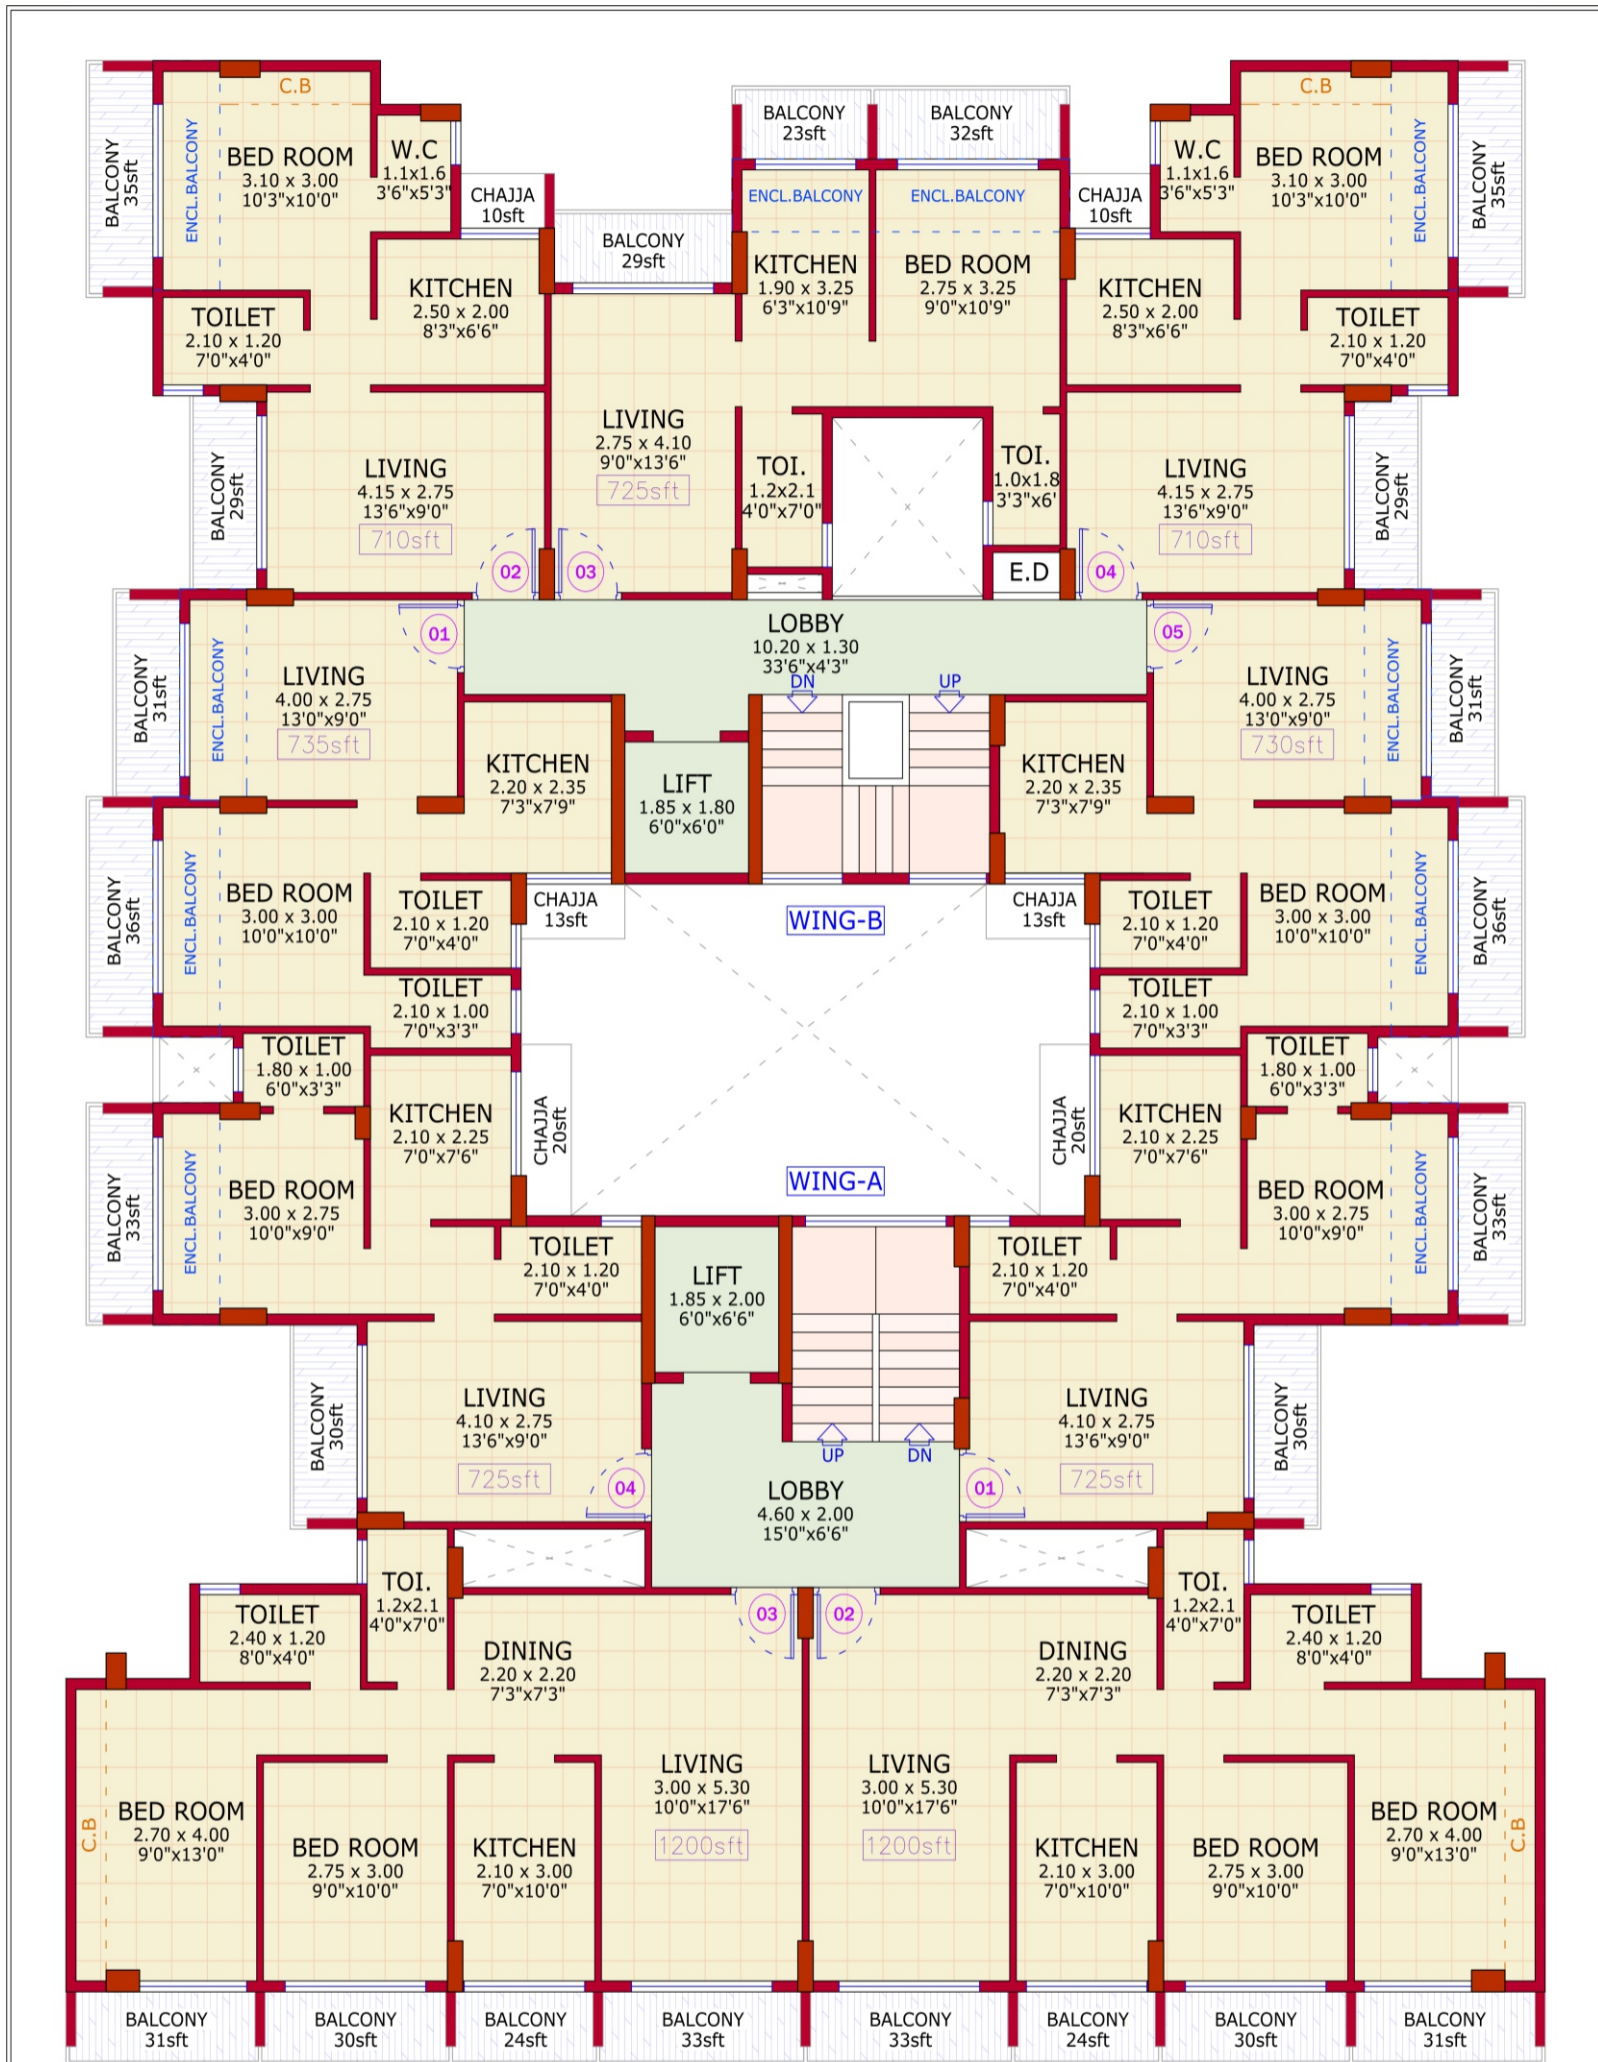 C.B
BALCONY
35sft
ENCL.BALCONY
BED ROOM
3.10 x 3.00
10'3"x10'0"
W.C
1.1x1.6
3'6"x5'3"
CHAJJA
10sft
BALCONY
29sft
BALCONY
23sft
BALCONY
32sft
ENCL.BALCONY
ENCL.BALCONY
KITCHEN
1.90 x 3.25
6'3"x10'9"
BED ROOM
2.75 x 3.25
9'0"x10'9"
CHAJJA
10sft
W.C
1.1x1.6
3'6"x5'3"
C.B
BED ROOM
3.10 x 3.00
10'3"x10'0"
ENCL.BALCONY
BALCONY
35sft
TOILET
2.10 x 1.20
7'0"x4'0"
KITCHEN
2.50 x 2.00
8'3"x6'6"
KITCHEN
2.50 x 2.00
8'3"x6'6"
TOILET
2.10 x 1.20
7'0"x4'0"
BALCONY
29sft
LIVING
4.15 x 2.75
13'6"x9'0"
710sft
02
LIVING
2.75 x 4.10
9'0"x13'6"
725sft
03
TOI.
1.2x2.1
4'0"x7'0"
TOI.
1.0x1.8
3'3"x6'
E.D
LIVING
4.15 x 2.75
13'6"x9'0"
710sft
04
BALCONY
29sft
BALCONY
31sft
ENCL.BALCONY
LIVING
4.00 x 2.75
13'0"x9'0"
735sft
01
LOBBY
10.20 x 1.30
33'6"x4'3"
DN
UP
05
LIVING
4.00 x 2.75
13'0"x9'0"
730sft
ENCL.BALCONY
BALCONY
31sft
KITCHEN
2.20 x 2.35
7'3"x7'9"
LIFT
1.85 x 1.80
6'0"x6'0"
KITCHEN
2.20 x 2.35
7'3"x7'9"
BALCONY
36sft
ENCL.BALCONY
BED ROOM
3.00 x 3.00
10'0"x10'0"
TOILET
2.10 x 1.20
7'0"x4'0"
CHAJJA
13sft
WING-B
CHAJJA
13sft
TOILET
2.10 x 1.20
7'0"x4'0"
BED ROOM
3.00 x 3.00
10'0"x10'0"
ENCL.BALCONY
BALCONY
36sft
TOILET
2.10 x 1.00
7'0"x3'3"
TOILET
2.10 x 1.00
7'0"x3'3"
TOILET
1.80 x 1.00
6'0"x3'3"
TOILET
1.80 x 1.00
6'0"x3'3"
BALCONY
33sft
ENCL.BALCONY
BED ROOM
3.00 x 2.75
10'0"x9'0"
KITCHEN
2.10 x 2.25
7'0"x7'6"
CHAJJA
20sft
WING-A
CHAJJA
20sft
KITCHEN
2.10 x 2.25
7'0"x7'6"
BED ROOM
3.00 x 2.75
10'0"x9'0"
ENCL.BALCONY
BALCONY
33sft
TOILET
2.10 x 1.20
7'0"x4'0"
LIFT
1.85 x 2.00
6'0"x6'6"
TOILET
2.10 x 1.20
7'0"x4'0"
BALCONY
30sft
LIVING
4.10 x 2.75
13'6"x9'0"
725sft
04
UP
DN
LOBBY
4.60 x 2.00
15'0"x6'6"
01
LIVING
4.10 x 2.75
13'6"x9'0"
725sft
BALCONY
30sft
TOILET
2.40 x 1.20
8'0"x4'0"
TOI.
1.2x2.1
4'0"x7'0"
03
02
TOI.
1.2x2.1
4'0"x7'0"
TOILET
2.40 x 1.20
8'0"x4'0"
DINING
2.20 x 2.20
7'3"x7'3"
DINING
2.20 x 2.20
7'3"x7'3"
C.B
BED ROOM
2.70 x 4.00
9'0"x13'0"
BED ROOM
2.75 x 3.00
9'0"x10'0"
KITCHEN
2.10 x 3.00
7'0"x10'0"
LIVING
3.00 x 5.30
10'0"x17'6"
1200sft
LIVING
3.00 x 5.30
10'0"x17'6"
1200sft
KITCHEN
2.10 x 3.00
7'0"x10'0"
BED ROOM
2.75 x 3.00
9'0"x10'0"
BED ROOM
2.70 x 4.00
9'0"x13'0"
C.B
BALCONY
31sft
BALCONY
30sft
BALCONY
24sft
BALCONY
33sft
BALCONY
33sft
BALCONY
24sft
BALCONY
30sft
BALCONY
31sft